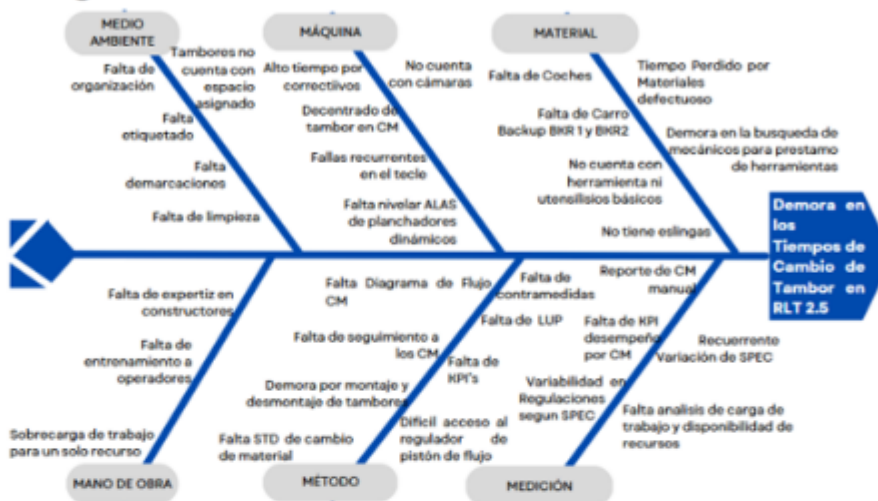 MEDIO
AMBIENTE
MÁQUINA
MATERIAL
Falta de
organización
Tambores no
cuenta con
espacio
asignado
Falta
etiquetado
Falta
demarcaciones
Falta de limpieza
Alto tiempo por
correctiivos
No cuenta
con cámaras
Decentrado de
tambor en CM
Fallas recurrentes
en el tecle
Falta nivelar ALAS
de planchadores
dinámicos
Falta de Coches
Tiempo Perdido por
Materiales
defectuoso
Falta de Carro
Backup BKR 1 y BKR2
Demora en la busqueda de
mecánicos para prestamo
de herramientas
No cuenta con
herramienta ni
utensilisios básicos
No tiene eslingas
Demora en
los
Tiempos de
Cambio de
Tambor en
RLT 2.5
Falta de expertiz en
constructores
Falta de
entrenamiento a
operadores
Sobrecarga de trabajo
para un solo recurso
Falta Diagrama de Flujo
CM
Falta de
contramedidas
Falta de seguimiento a
los CM
Falta de LUP
Falta de
KPI's
Demora por montaje y
desmontaje de tambores
Falta STD de cambio
de material
Dificil acceso al
regulador de
pistón de flujo
Reporte de CM
manual
Falta de KPI
desempeño
por CM
Recuerrente
Variación de SPEC
Variabilidad en
Regulaciones
segun SPEC
Falta analisis de carga de
trabajo y disponibilidad de
recursos
MANO DE OBRA
MÉTODO
MEDICIÓN